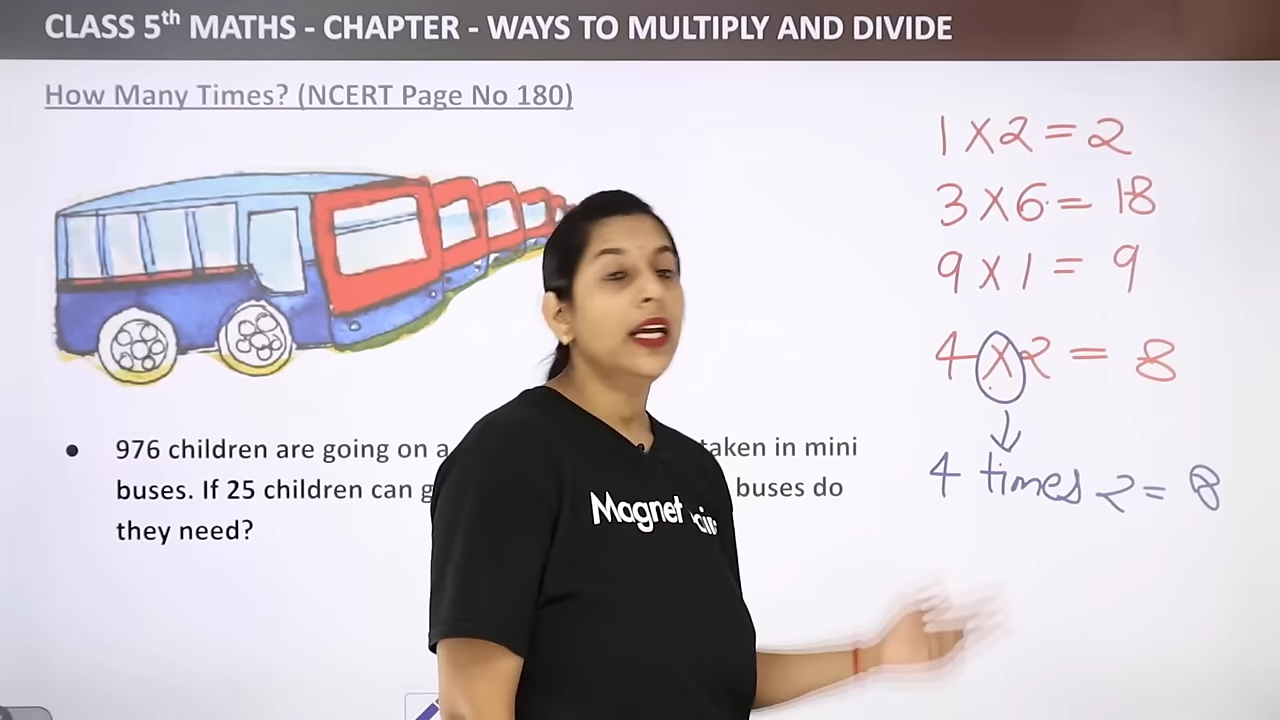 CLASS 5th MATHS - CHAPTER - WAYS TO MULTIPLY AND DIVIDE
How Many Times? (NCERT Page No 180)
1 X 2 = 2
3 X 6 = 18
9 X 1 = 9
4 X 2 = 8
4 times 2 = 8
976 children are going on a taken in mini
buses. If 25 children can g buses do
they need?
Magnet